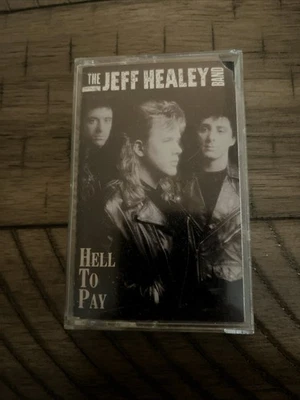 THE JEFF HEALEY BAND
HELL
TO
PAY